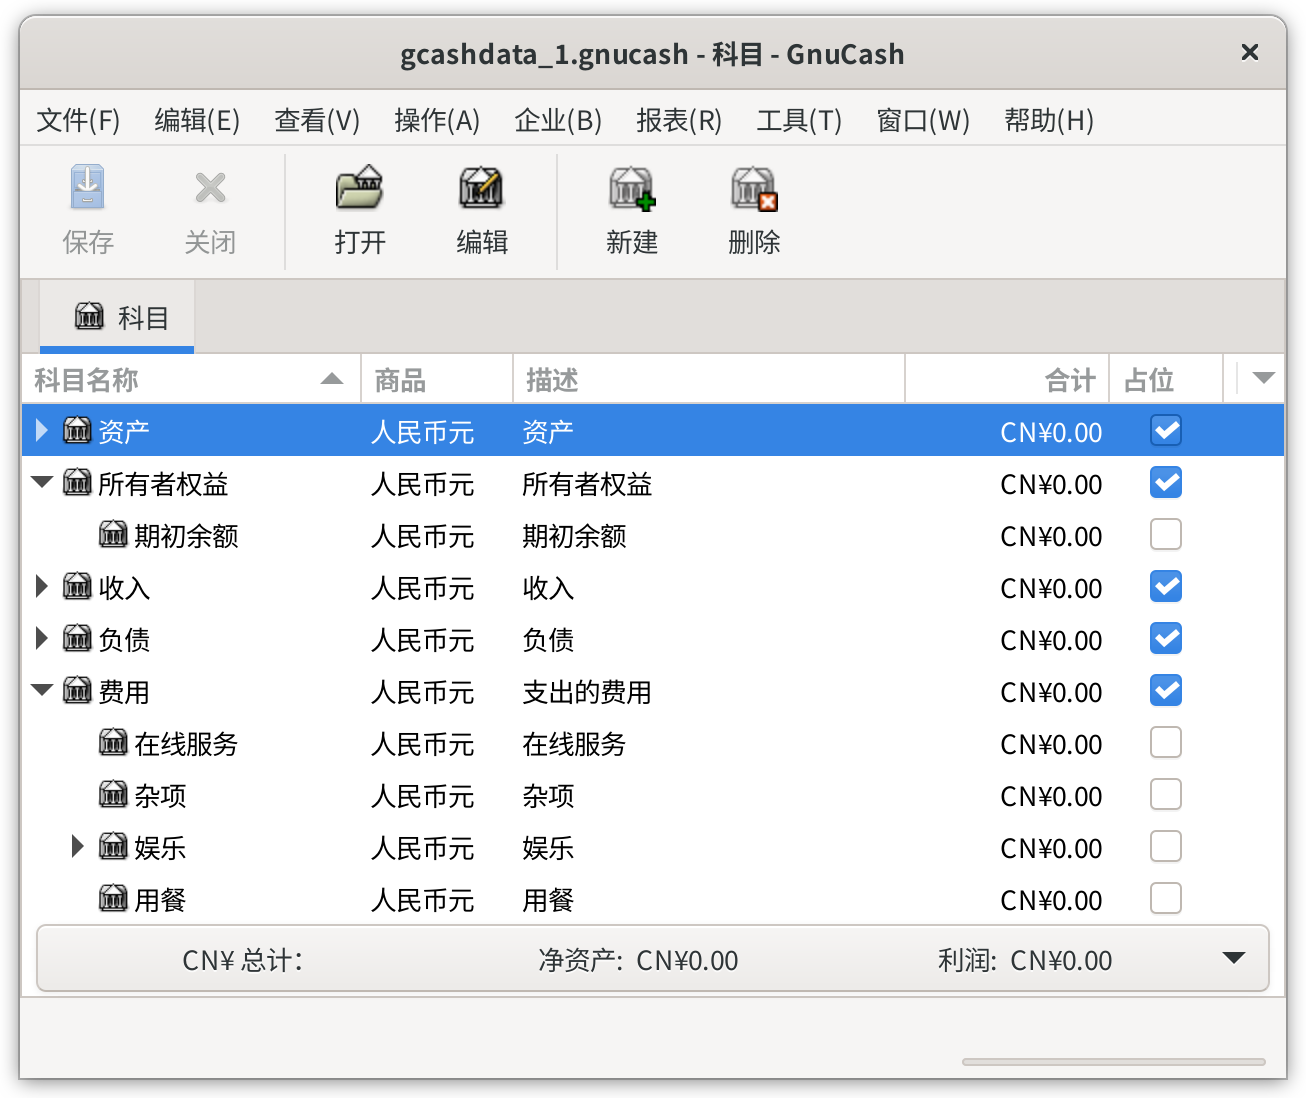 gcashdata_1.gnucash - 科目 - GnuCash
文件(F) 编辑(E) 查看(V) 操作(A) 企业(B) 报表(R) 工具(T) 窗口(W) 帮助(H)
保存 关闭 打开 编辑 新建 删除
科目
科目名称 商品 描述 合计 占位
资产 人民币元 资产 CN¥0.00
所有者权益 人民币元 所有者权益 CN¥0.00
期初余额 人民币元 期初余额 CN¥0.00
收入 人民币元 收入 CN¥0.00
负债 人民币元 负债 CN¥0.00
费用 人民币元 支出的费用 CN¥0.00
在线服务 人民币元 在线服务 CN¥0.00
杂项 人民币元 杂项 CN¥0.00
娱乐 人民币元 娱乐 CN¥0.00
用餐 人民币元 用餐 CN¥0.00
CN¥ 总计： 净资产: CN¥0.00 利润: CN¥0.00